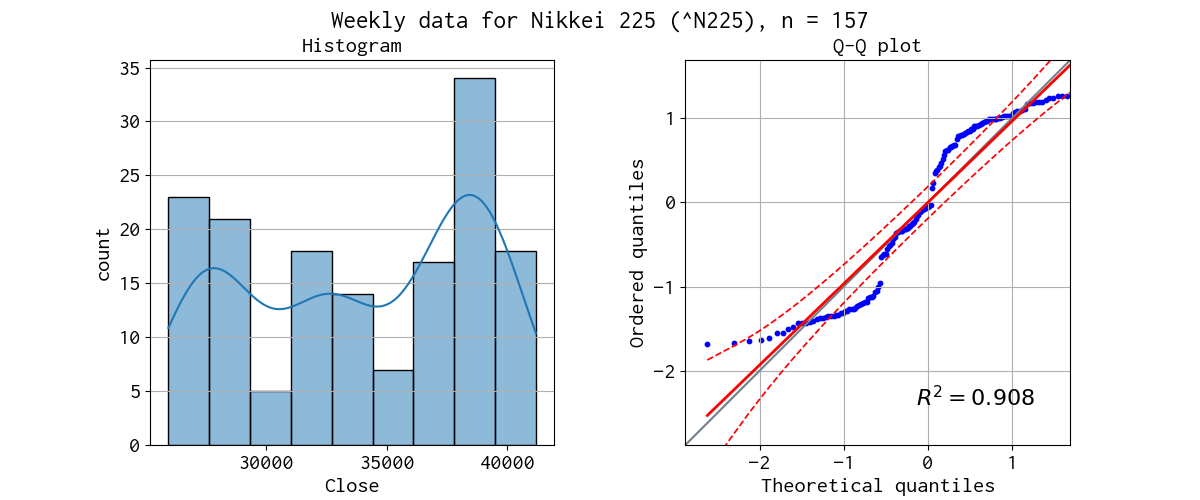 Weekly data for Nikkei 225 (^N225), n = 157
Histogram
35
30
25
20
15
10
5
0
count
30000 35000 40000
Close
Q-Q plot
1
0
−1
−2
Ordered quantiles
R² = 0.908
−2 −1 0 1
Theoretical quantiles